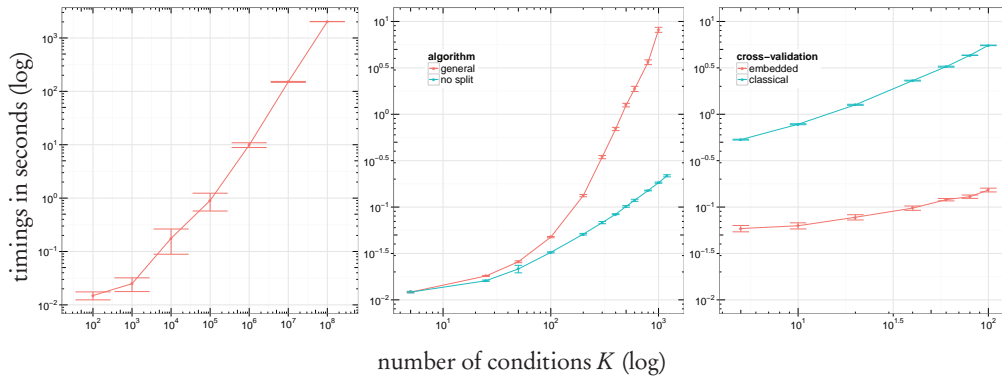 timings in seconds (log)
10^3
10^2
10^1
10^0
10^-1
10^-2
10^2 10^3 10^4 10^5 10^6 10^7 10^8
10^1
10^0.5
10^0
10^-0.5
10^-1
10^-1.5
10^-2
algorithm
general
no split
10^1 10^2 10^3
10^1
10^0.5
10^0
10^-0.5
10^-1
10^-1.5
10^-2
cross-validation
embedded
classical
10^1 10^1.5 10^2
number of conditions K (log)